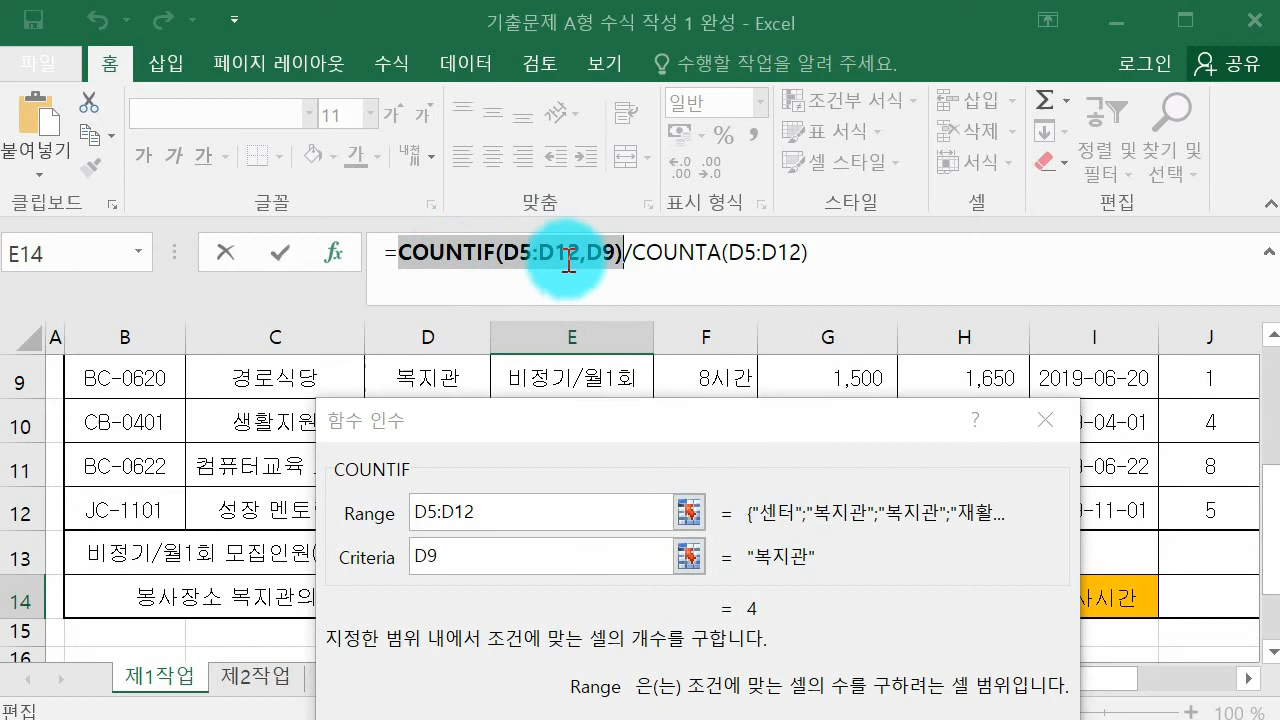 기출문제 A형 수식 작성 1 완성 - Excel
파일 홈 삽입 페이지 레이아웃 수식 데이터 검토 보기 수행할 작업을 알려 주세요. 로그인 공유
붙여넣기
클립보드
11
가 가
가 가 가 가 내천
글꼴
맞춤
일반
% ,
표시 형식
조건부 서식
표 서식
셀 스타일
스타일
삽입
삭제
서식
셀
Σ
정렬 및 필터
찾기 및 선택
편집
E14 fx =COUNTIF(D5:D12,D9)/COUNTA(D5:D12)
A B C D E F G H I J
9 BC-0620 경로식당 복지관 비정기/월1회 8시간 1,500 1,650 2019-06-20 1
10 CB-0401 생활지원 -04-01 4
11 BC-0622 컴퓨터교육 -06-22 8
12 JC-1101 성장 멘토 -11-01 5
13 비정기/월1회 모집인원
14 봉사장소 복지관의 시간
15
16
함수 인수 ?
COUNTIF
Range D5:D12 = {"센터";"복지관";"복지관";"재활...
Criteria D9 = "복지관"
= 4
지정한 범위 내에서 조건에 맞는 셀의 개수를 구합니다.
Range 은(는) 조건에 맞는 셀의 수를 구하려는 셀 범위입니다.
제1작업 제2작업
편집 100 %